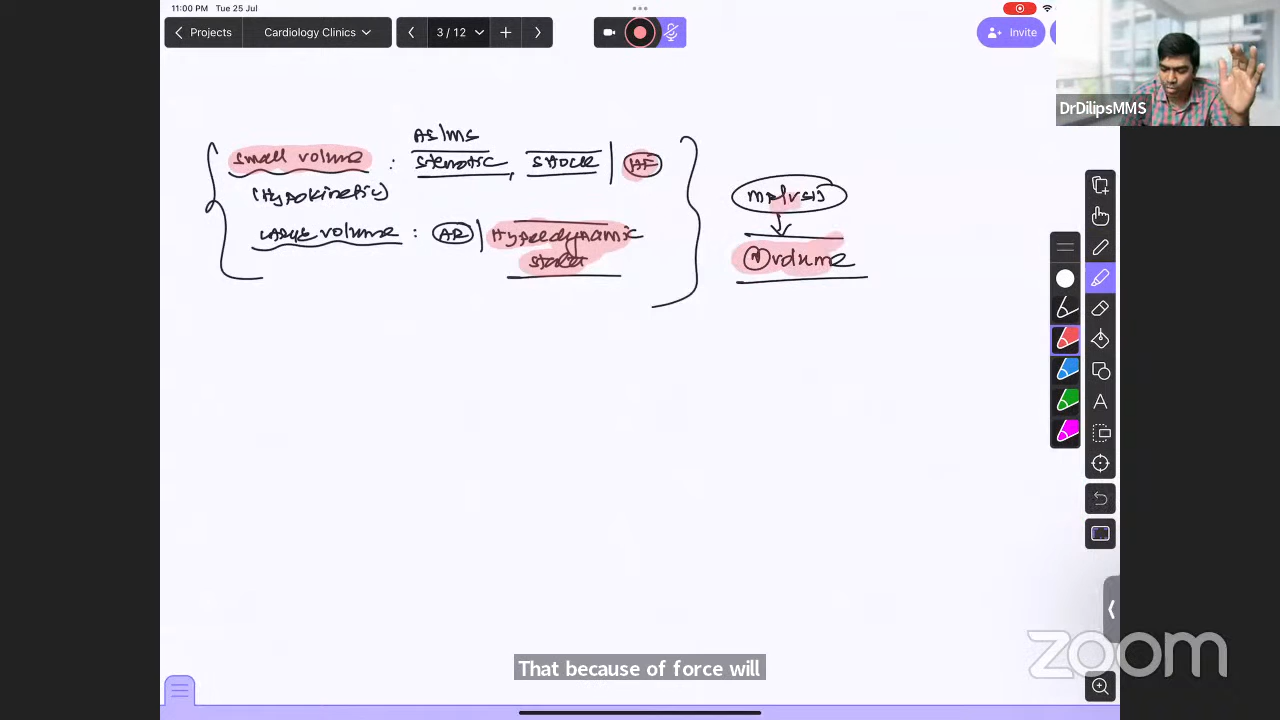 11:00 PM Tue 25 Jul
Projects Cardiology Clinics 3 / 12 Invite
DrDilipsMMS
AS/MS
small volume : stenotic, shock | HF
(Hypokinetic)
Large volume : AR | Hyperdynamic
state
MR/VSD
N volume
A
That because of force will
zoom